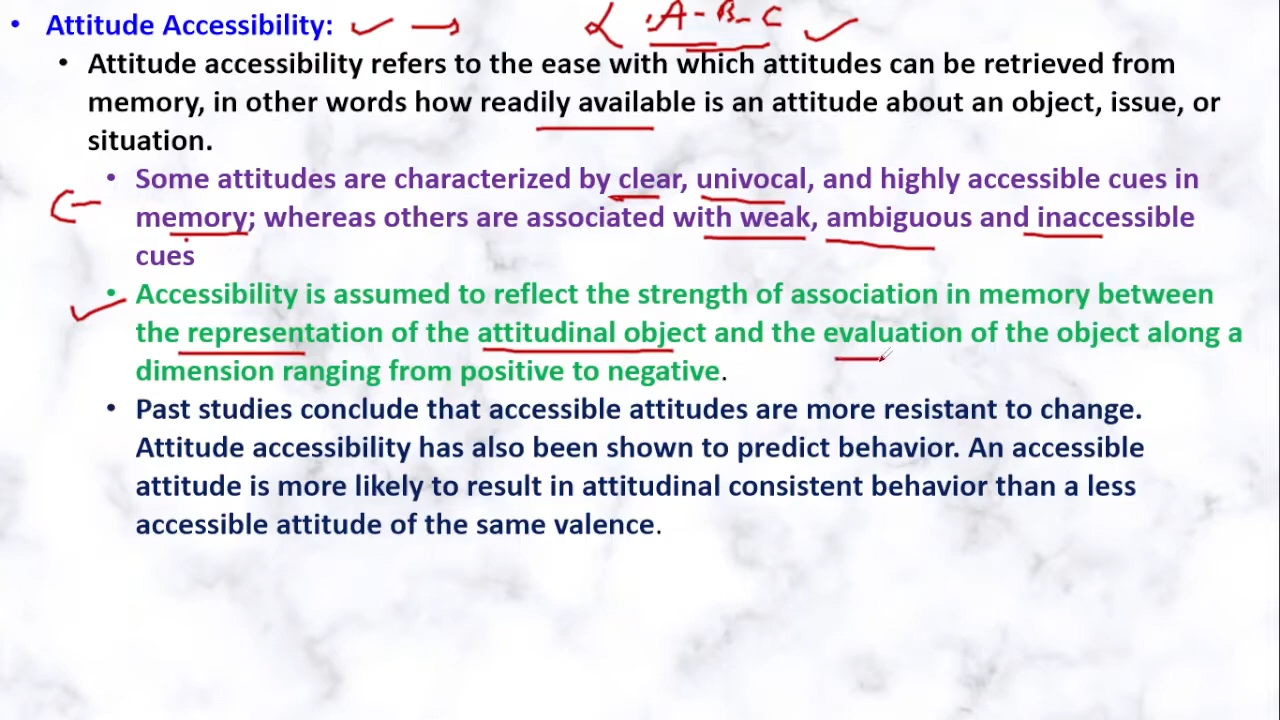 • Attitude Accessibility: A - B - C
• Attitude accessibility refers to the ease with which attitudes can be retrieved from
memory, in other words how readily available is an attitude about an object, issue, or
situation.
• Some attitudes are characterized by clear, univocal, and highly accessible cues in
memory; whereas others are associated with weak, ambiguous and inaccessible
cues
• Accessibility is assumed to reflect the strength of association in memory between
the representation of the attitudinal object and the evaluation of the object along a
dimension ranging from positive to negative.
• Past studies conclude that accessible attitudes are more resistant to change.
Attitude accessibility has also been shown to predict behavior. An accessible
attitude is more likely to result in attitudinal consistent behavior than a less
accessible attitude of the same valence.